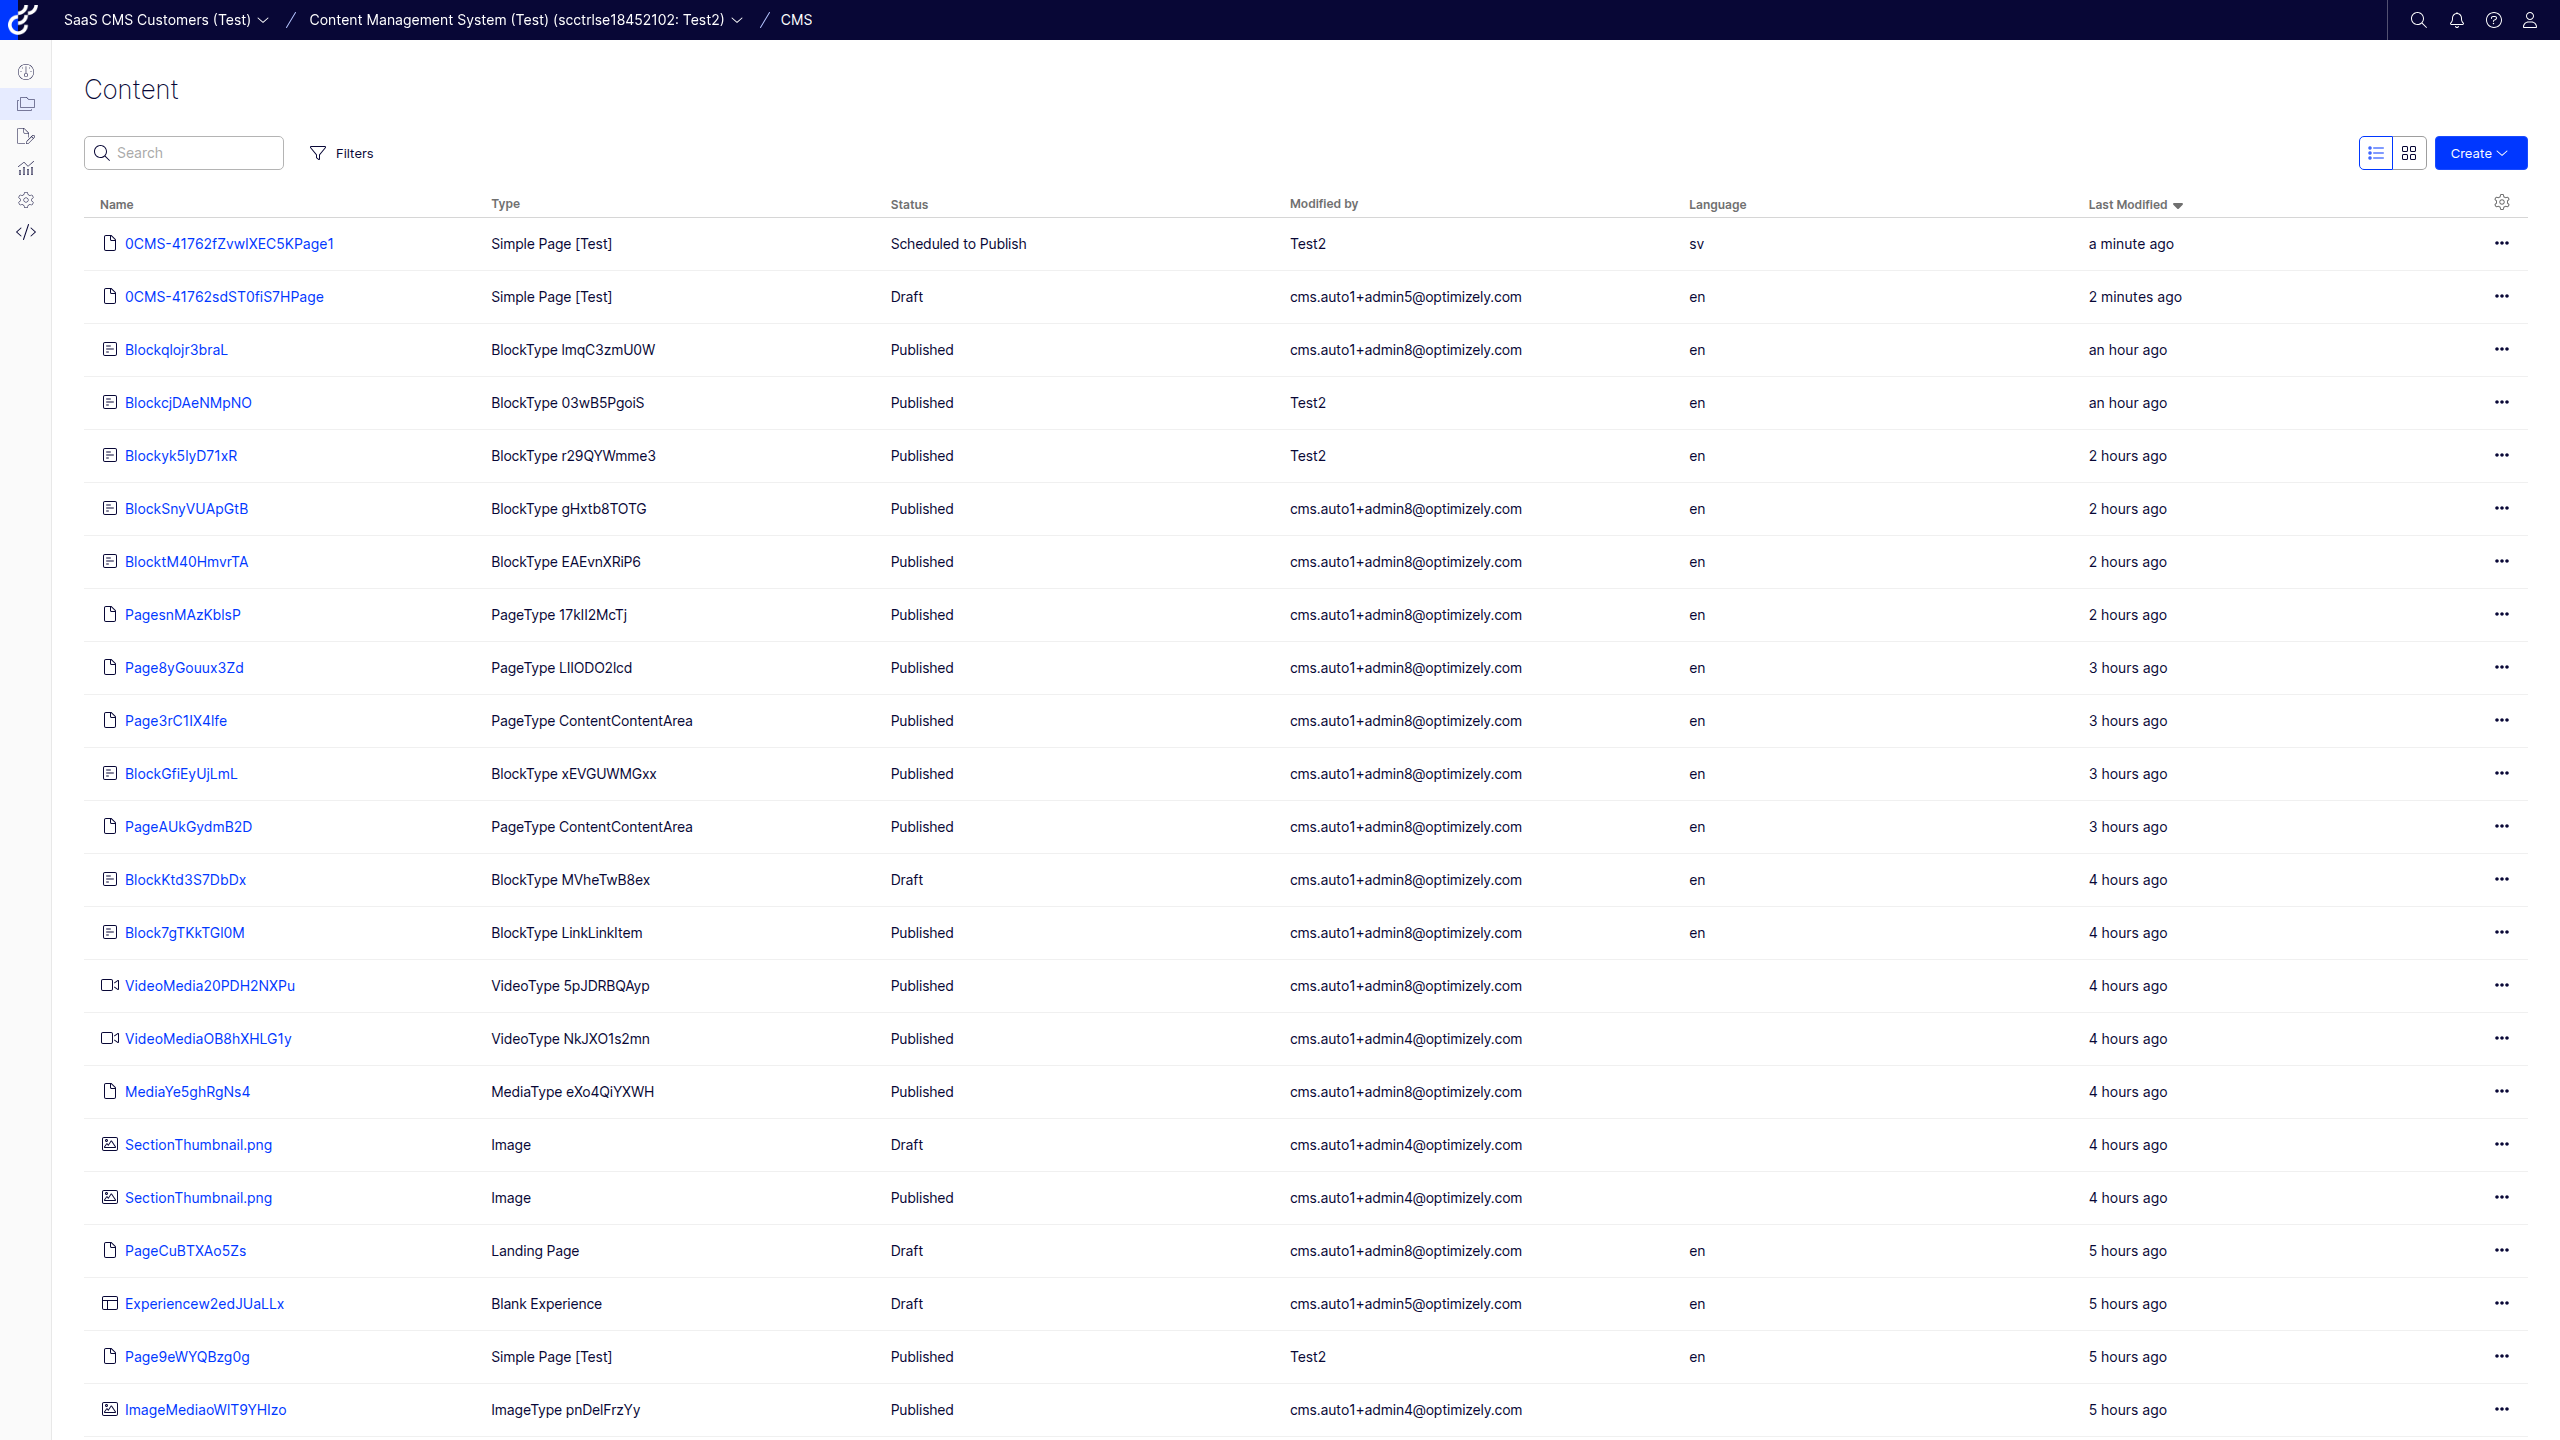 SaaS CMS Customers (Test) / Content Management System (Test) (scctrlse18452102: Test2) / CMS
Content
Search Filters Create
Name Type Status Modified by Language Last Modified
0CMS-41762fZvwlXEC5KPage1 Simple Page [Test] Scheduled to Publish Test2 sv a minute ago
0CMS-41762sdST0fiS7HPage Simple Page [Test] Draft cms.auto1+admin5@optimizely.com en 2 minutes ago
Blockqlojr3braL BlockType lmqC3zmU0W Published cms.auto1+admin8@optimizely.com en an hour ago
BlockcjDAeNMpNO BlockType 03wB5PgoiS Published Test2 en an hour ago
Blockyk5lyD71xR BlockType r29QYWmme3 Published Test2 en 2 hours ago
BlockSnyVUApGtB BlockType gHxtb8TOTG Published cms.auto1+admin8@optimizely.com en 2 hours ago
BlocktM40HmvrTA BlockType EAEvnXRiP6 Published cms.auto1+admin8@optimizely.com en 2 hours ago
PagesnMAzKblsP PageType 17klI2McTj Published cms.auto1+admin8@optimizely.com en 2 hours ago
Page8yGouux3Zd PageType LIIODO2lcd Published cms.auto1+admin8@optimizely.com en 3 hours ago
Page3rC1IX4lfe PageType ContentContentArea Published cms.auto1+admin8@optimizely.com en 3 hours ago
BlockGfiEyUjLmL BlockType xEVGUWMGxx Published cms.auto1+admin8@optimizely.com en 3 hours ago
PageAUkGydmB2D PageType ContentContentArea Published cms.auto1+admin8@optimizely.com en 3 hours ago
BlockKtd3S7DbDx BlockType MVheTwB8ex Draft cms.auto1+admin8@optimizely.com en 4 hours ago
Block7gTKkTGl0M BlockType LinkLinkItem Published cms.auto1+admin8@optimizely.com en 4 hours ago
VideoMedia20PDH2NXPu VideoType 5pJDRBQAyp Published cms.auto1+admin8@optimizely.com 4 hours ago
VideoMediaOB8hXHLG1y VideoType NkJXO1s2mn Published cms.auto1+admin4@optimizely.com 4 hours ago
MediaYe5ghRgNs4 MediaType eXo4QiYXWH Published cms.auto1+admin8@optimizely.com 4 hours ago
SectionThumbnail.png Image Draft cms.auto1+admin4@optimizely.com 4 hours ago
SectionThumbnail.png Image Published cms.auto1+admin4@optimizely.com 4 hours ago
PageCuBTXAo5Zs Landing Page Draft cms.auto1+admin8@optimizely.com en 5 hours ago
Experiencew2edJUaLLx Blank Experience Draft cms.auto1+admin5@optimizely.com en 5 hours ago
Page9eWYQBzg0g Simple Page [Test] Published Test2 en 5 hours ago
ImageMediaoWIT9YHIzo ImageType pnDelFrzYy Published cms.auto1+admin4@optimizely.com 5 hours ago